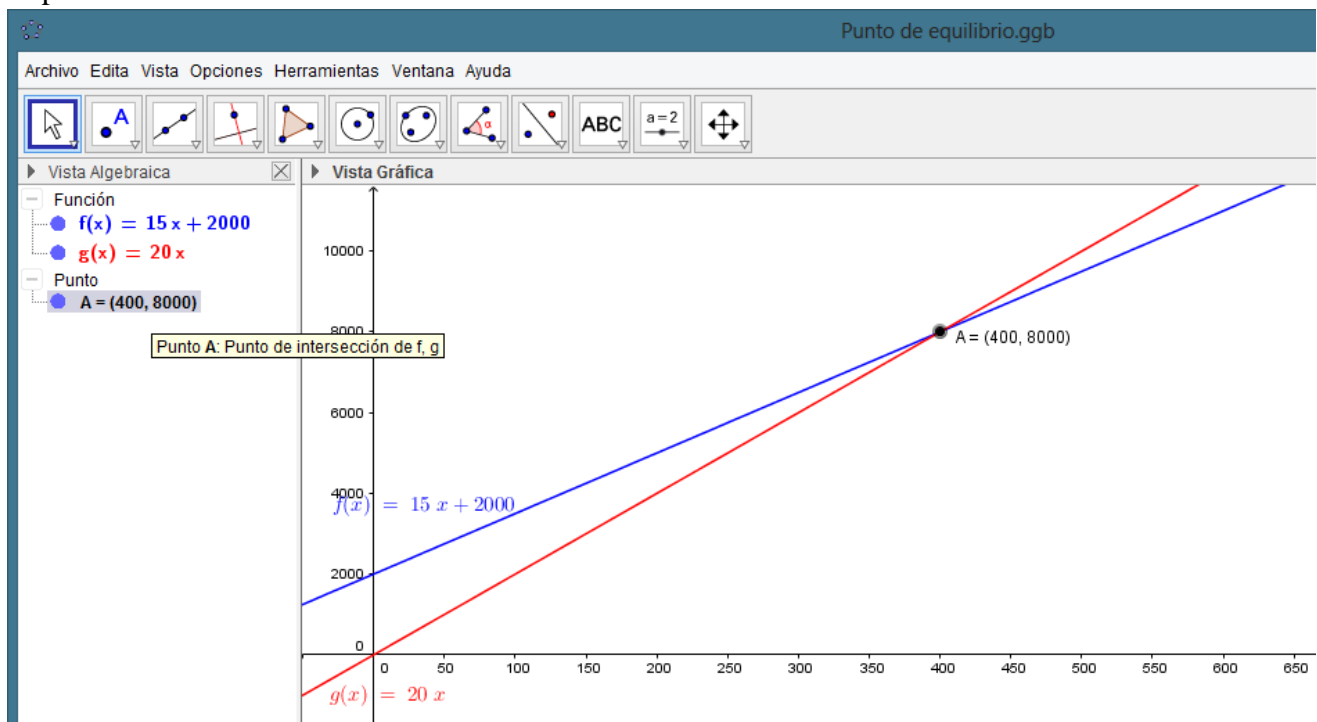 Punto de equilibrio.ggb
Archivo Edita Vista Opciones Herramientas Ventana Ayuda
A ABC a=2
Vista Algebraica
Función
f(x) = 15 x + 2000
g(x) = 20 x
Punto
A = (400, 8000)
Punto A: Punto de intersección de f, g
Vista Gráfica
10000
8000
A = (400, 8000)
6000
4000
f(x) = 15 x + 2000
2000
0
0 50 100 150 200 250 300 350 400 450 500 550 600 650
g(x) = 20 x